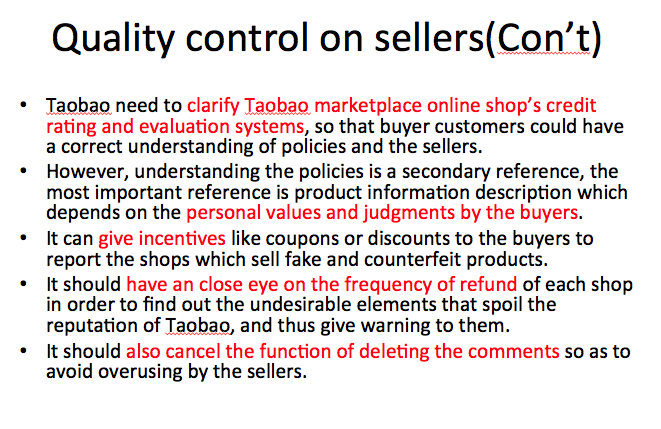 Quality control on sellers(Con't)
• Taobao need to clarify Taobao marketplace online shop's credit
rating and evaluation systems, so that buyer customers could have
a correct understanding of policies and the sellers.
• However, understanding the policies is a secondary reference, the
most important reference is product information description which
depends on the personal values and judgments by the buyers.
• It can give incentives like coupons or discounts to the buyers to
report the shops which sell fake and counterfeit products.
• It should have an close eye on the frequency of refund of each shop
in order to find out the undesirable elements that spoil the
reputation of Taobao, and thus give warning to them.
• It should also cancel the function of deleting the comments so as to
avoid overusing by the sellers.